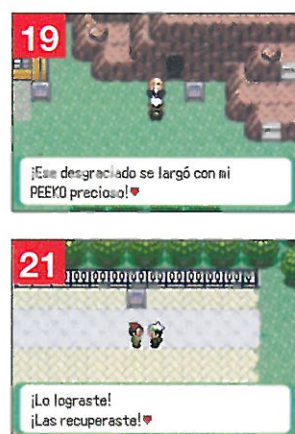 19
¡Ese desgraciado se largó con mi
PEEKO precioso!
21
¡Lo lograste!
¡Las recuperaste!